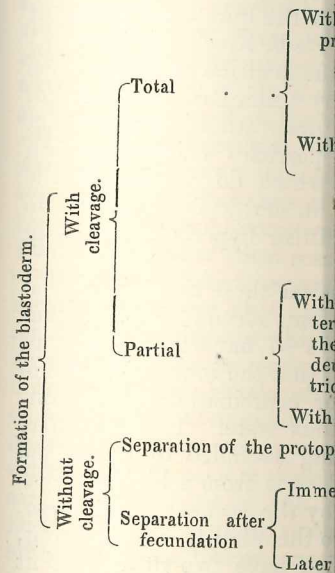 With
pr
Total
With
With
cleavage.
Formation of the blastoderm.
With
ter
the
deu
tric
Partial
With
Without
cleavage.
Separation of the protop
Imme
Separation after
fecundation .
Later